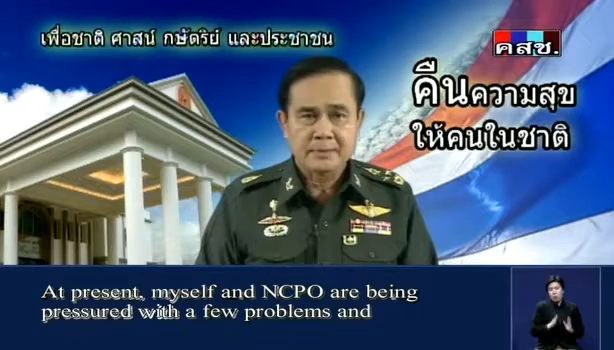 เพื่อชาติ ศาสน์ กษัตริย์ และประชาชน
คสช.
คืนความสุข
ให้คนในชาติ
At present, myself and NCPO are being
pressured with a few problems and